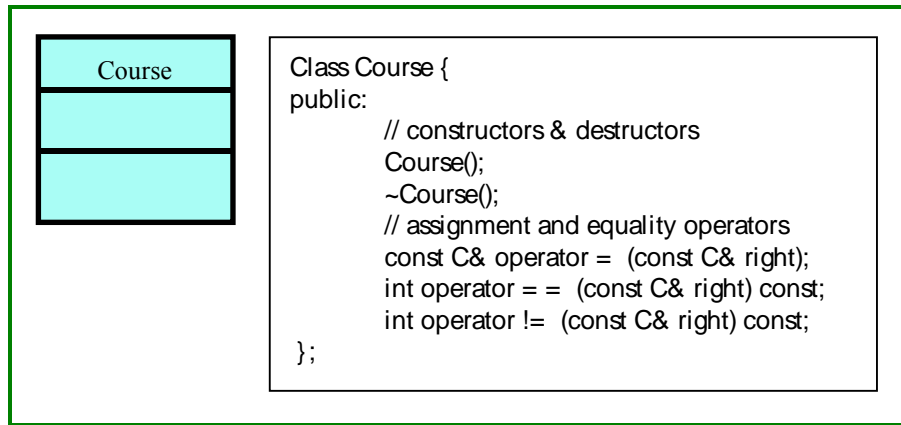 Course
Class Course {
public:
// constructors & destructors
Course();
~Course();
// assignment and equality operators
const C& operator = (const C& right);
int operator = = (const C& right) const;
int operator != (const C& right) const;
};